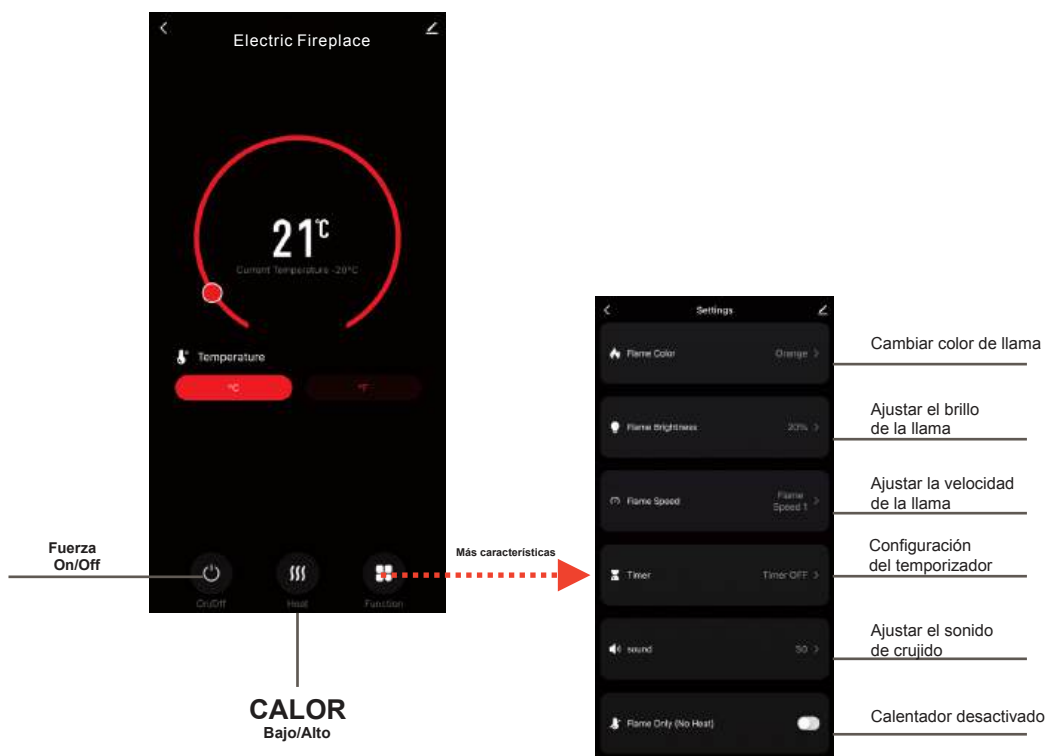 Electric Fireplace
21°C
Current Temperature -20°C
Temperature
°C
°F
On/Off
Heat
Function
Fuerza
On/Off
CALOR
Bajo/Alto
Más características
Settings
Flame Color
Orange
Flame Brightness
20%
Flame Speed
Flame
Speed 1
Timer
Timer OFF
sound
50
Flame Only (No Heat)
Cambiar color de llama
Ajustar el brillo
de la llama
Ajustar la velocidad
de la llama
Configuración
del temporizador
Ajustar el sonido
de crujido
Calentador desactivado